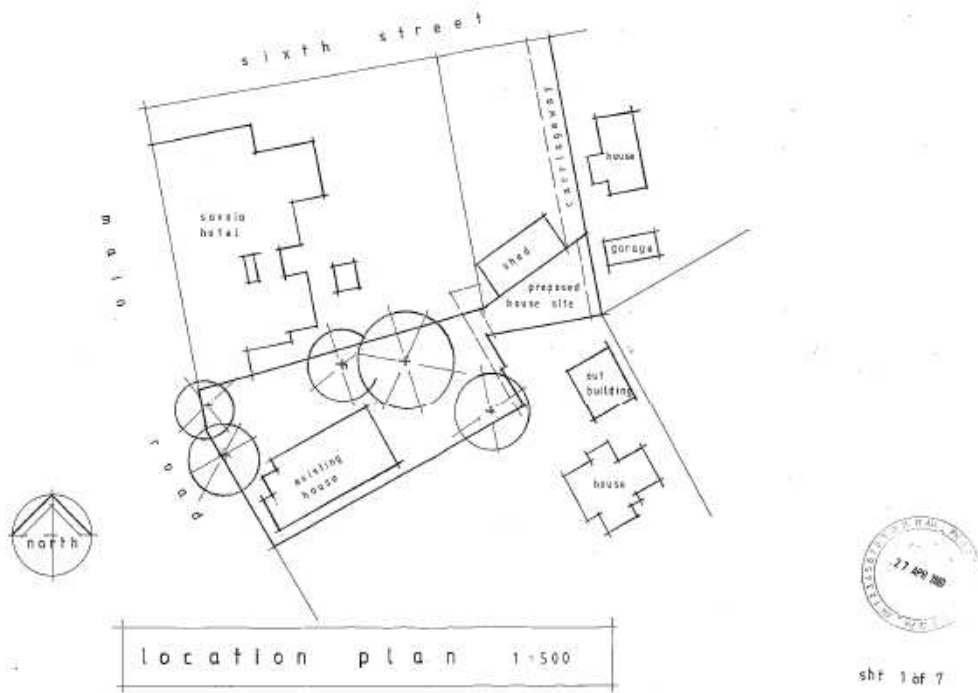 sixth street
carriageway
house
main
savoia
hotel
shed
garage
proposed
house site
out
building
road
existing
house
house
north
27 APR
location plan 1:500
sht 1 of 7